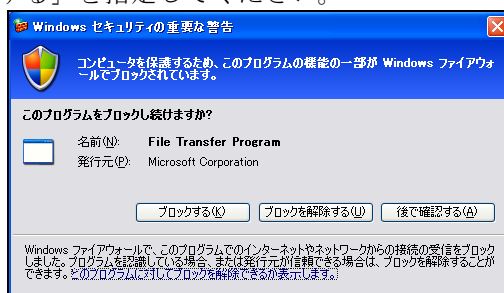 する」を指定してください。
Windows セキュリティの重要な警告
コンピュータを保護するため、このプログラムの機能の一部が Windows ファイアウォ
ールでブロックされています。
このプログラムをブロックし続けますか?
名前(N): File Transfer Program
発行元(P): Microsoft Corporation
ブロックする(K) ブロックを解除する(U) 後で確認する(A)
Windows ファイアウォールで、このプログラムでのインターネットやネットワークからの接続の受信をブロック
しました。プログラムを認識している場合、または発行元が信頼できる場合は、ブロックを解除することが
できます。どのプログラムに対してブロックを解除できるか表示します。